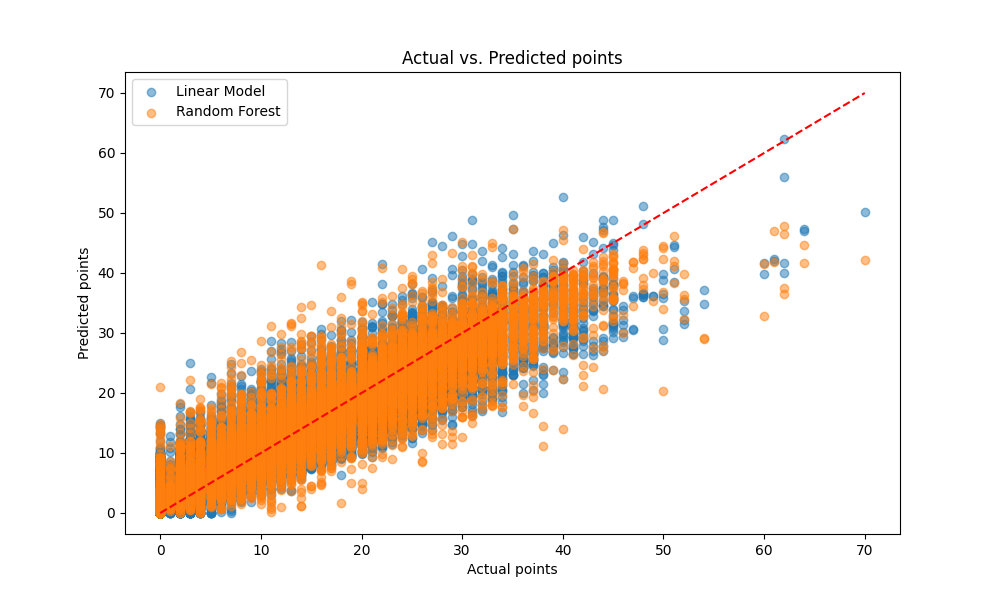 Actual vs. Predicted points
Linear Model
Random Forest
Predicted points
70
60
50
40
30
20
10
0
0 10 20 30 40 50 60 70
Actual points